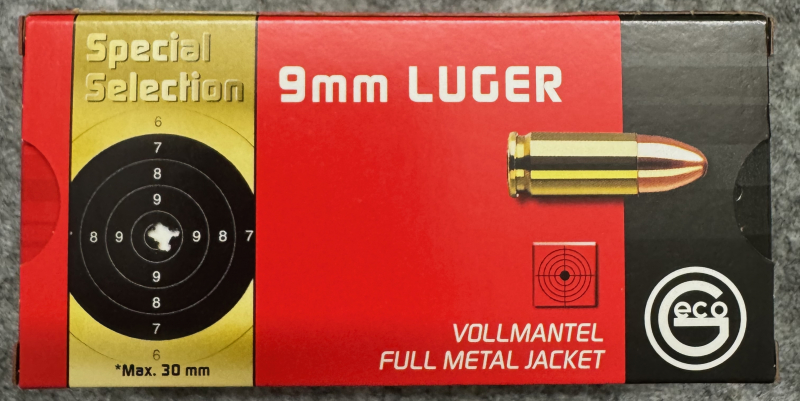 Special
Selection
9mm LUGER
6
7
8
9
8 9 9 8 7
9
8
7
6
*Max. 30 mm
VOLLMANTEL
FULL METAL JACKET
Geco